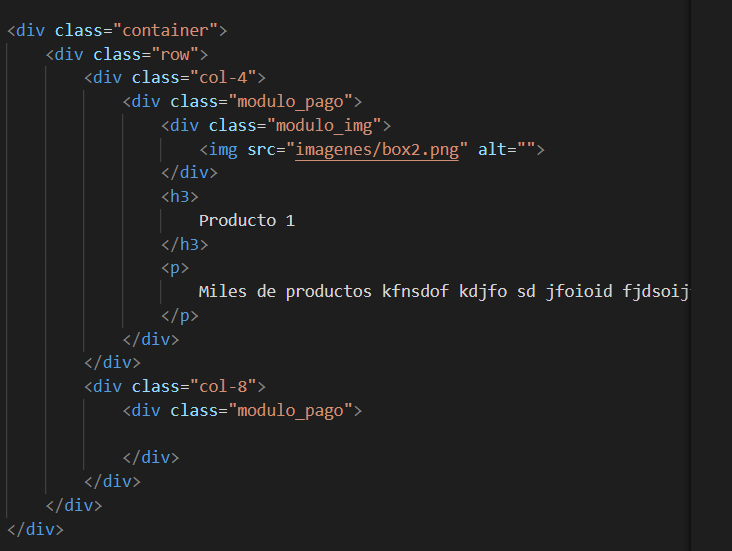 <div class="container">
<div class="row">
<div class="col-4">
<div class="modulo_pago">
<div class="modulo_img">
<img src="imagenes/box2.png" alt="">
</div>
<h3>
Producto 1
</h3>
<p>
Miles de productos kfnsdof kdjfo sd jfoioid fjdsoij
</p>
</div>
</div>
<div class="col-8">
<div class="modulo_pago">
</div>
</div>
</div>
</div>